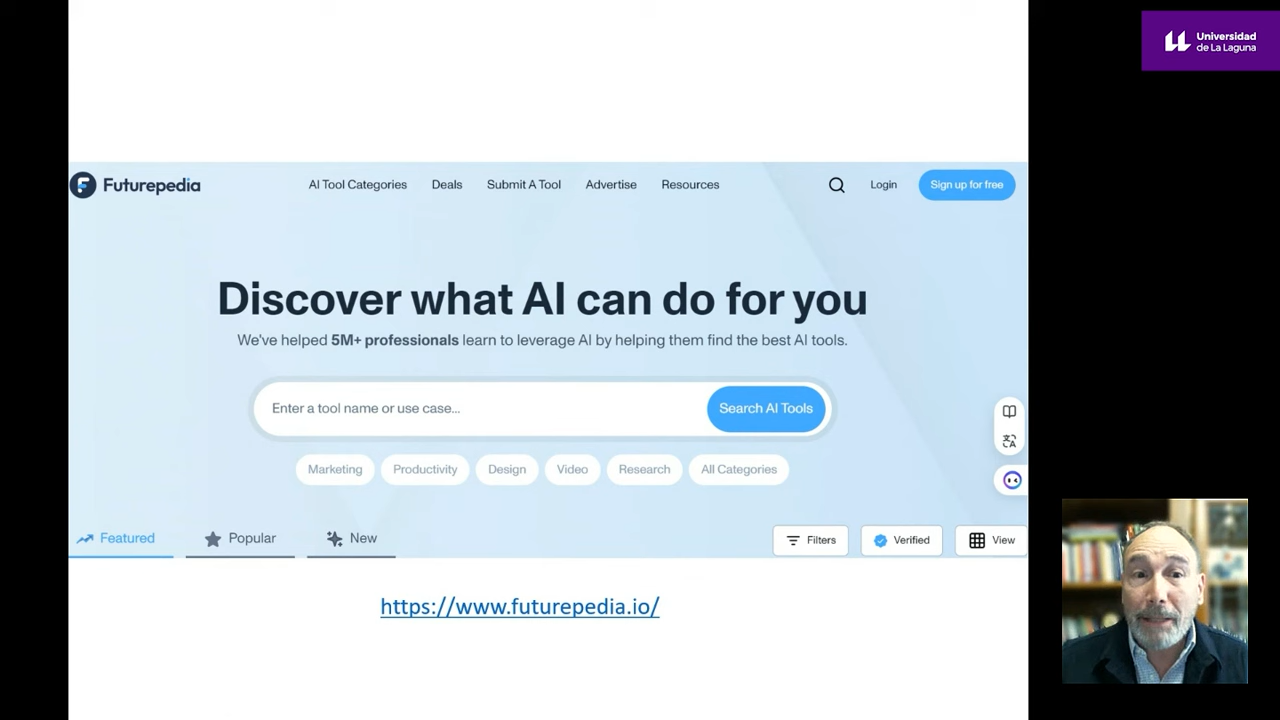 Universidad
de La Laguna
Futurepedia
AI Tool Categories
Deals
Submit A Tool
Advertise
Resources
Login
Sign up for free
Discover what AI can do for you
We've helped 5M+ professionals learn to leverage AI by helping them find the best AI tools.
Enter a tool name or use case...
Search AI Tools
Marketing
Productivity
Design
Video
Research
All Categories
Featured
Popular
New
Filters
Verified
View
https://www.futurepedia.io/